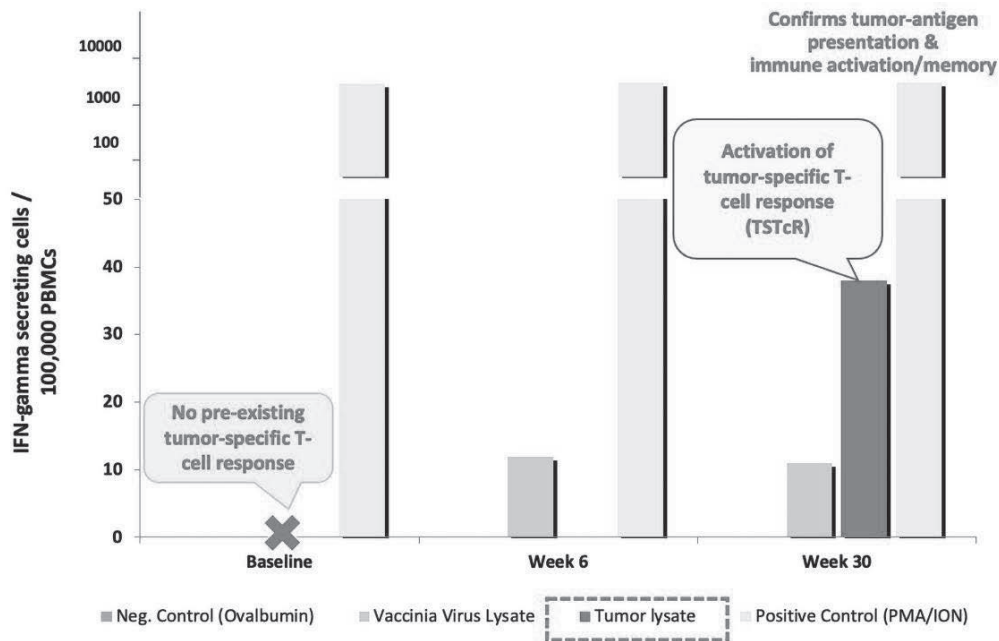 Confirms tumor-antigen
presentation &
immune activation/memory
10000
1000
100
50
40
30
20
10
0
IFN-gamma secreting cells /
100,000 PBMCs
Activation of
tumor-specific T-
cell response
(TSTcR)
No pre-existing
tumor-specific T-
cell response
Baseline
Week 6
Week 30
Neg. Control (Ovalbumin)
Vaccinia Virus Lysate
Tumor lysate
Positive Control (PMA/ION)